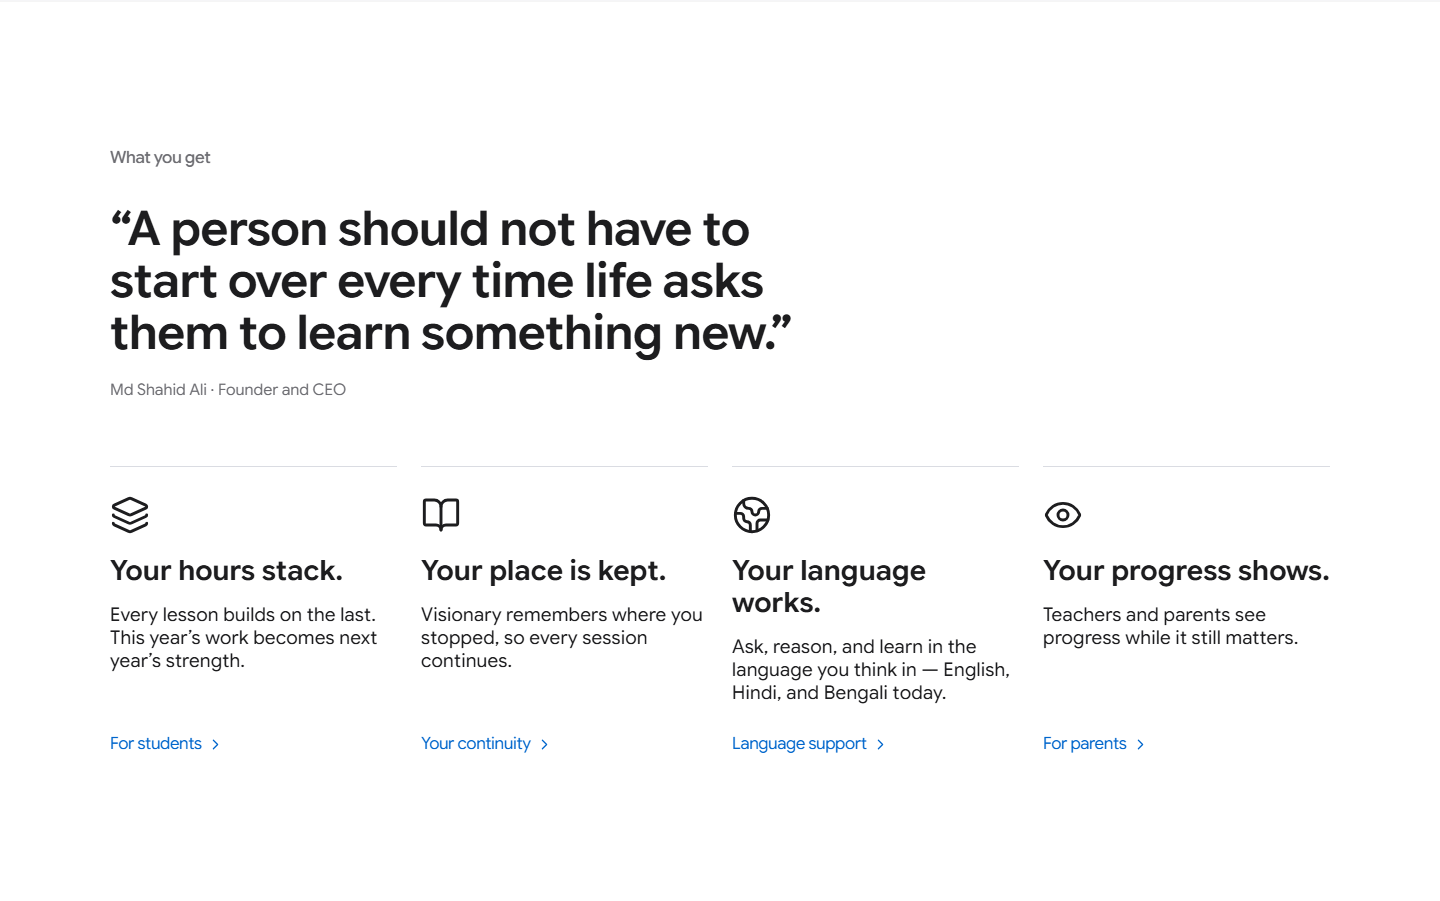 What you get
“A person should not have to
start over every time life asks
them to learn something new.”
Md Shahid Ali · Founder and CEO
Your hours stack.
Every lesson builds on the last.
This year’s work becomes next
year’s strength.
For students
Your place is kept.
Visionary remembers where you
stopped, so every session
continues.
Your continuity
Your language
works.
Ask, reason, and learn in the
language you think in — English,
Hindi, and Bengali today.
Language support
Your progress shows.
Teachers and parents see
progress while it still matters.
For parents